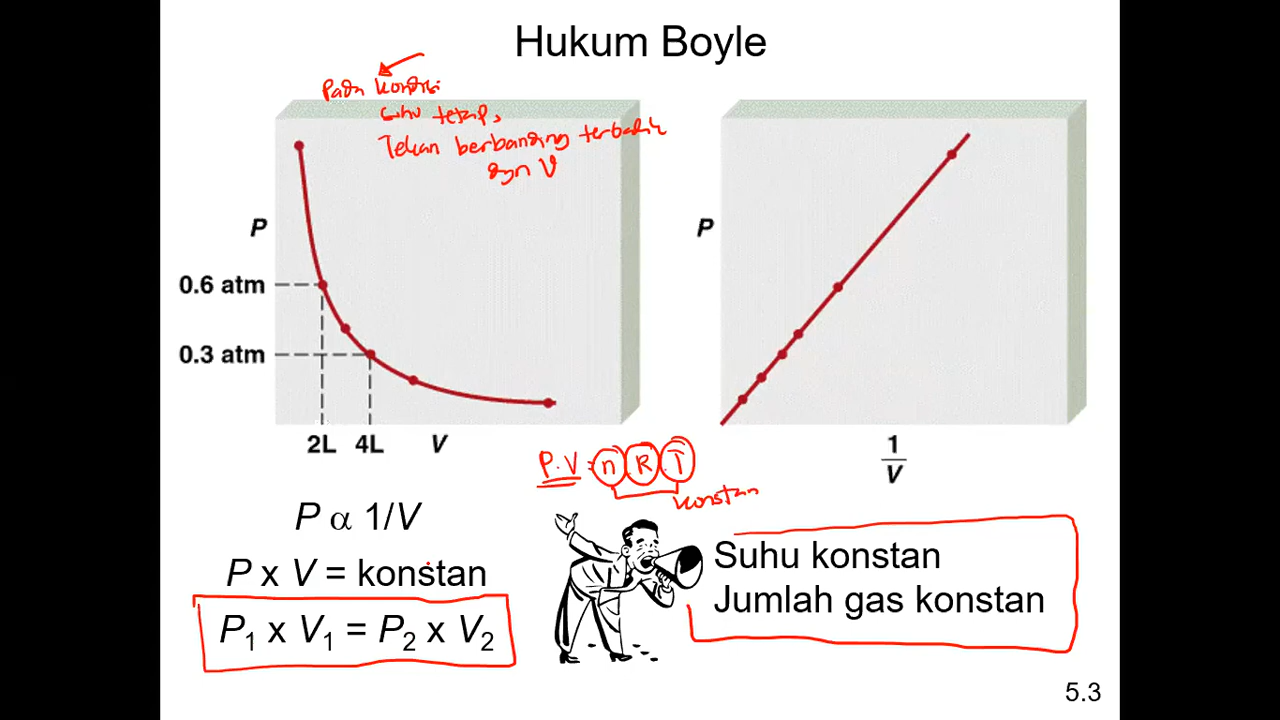 Hukum Boyle
Pada kondisi
suhu tetap,
Tekan berbanding terbalik
dgn V
P
0.6 atm
0.3 atm
2L 4L V
P
1
V
P.V = n R T
konstan
P α 1/V
P x V = konstan
P1 x V1 = P2 x V2
Suhu konstan
Jumlah gas konstan
5.3